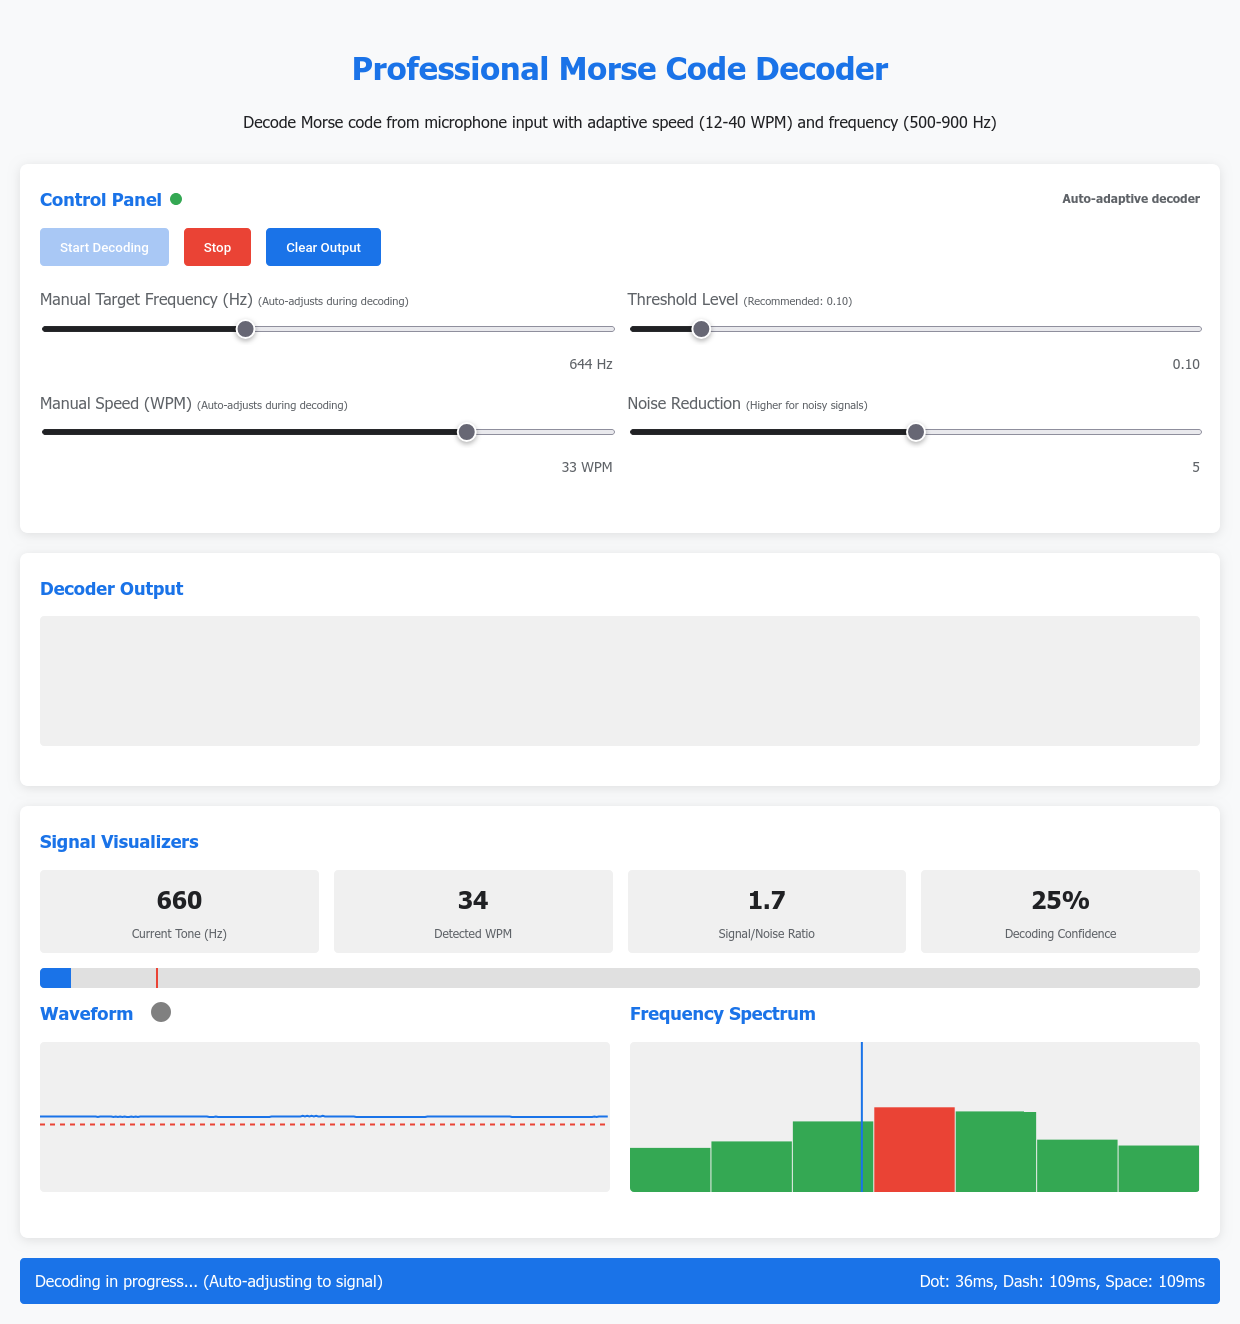 Professional Morse Code Decoder
Decode Morse code from microphone input with adaptive speed (12-40 WPM) and frequency (500-900 Hz)
Control Panel
Auto-adaptive decoder
Start Decoding
Stop
Clear Output
Manual Target Frequency (Hz) (Auto-adjusts during decoding)
644 Hz
Threshold Level (Recommended: 0.10)
0.10
Manual Speed (WPM) (Auto-adjusts during decoding)
33 WPM
Noise Reduction (Higher for noisy signals)
5
Decoder Output
Signal Visualizers
660
Current Tone (Hz)
34
Detected WPM
1.7
Signal/Noise Ratio
25%
Decoding Confidence
Waveform
Frequency Spectrum
Decoding in progress... (Auto-adjusting to signal)
Dot: 36ms, Dash: 109ms, Space: 109ms